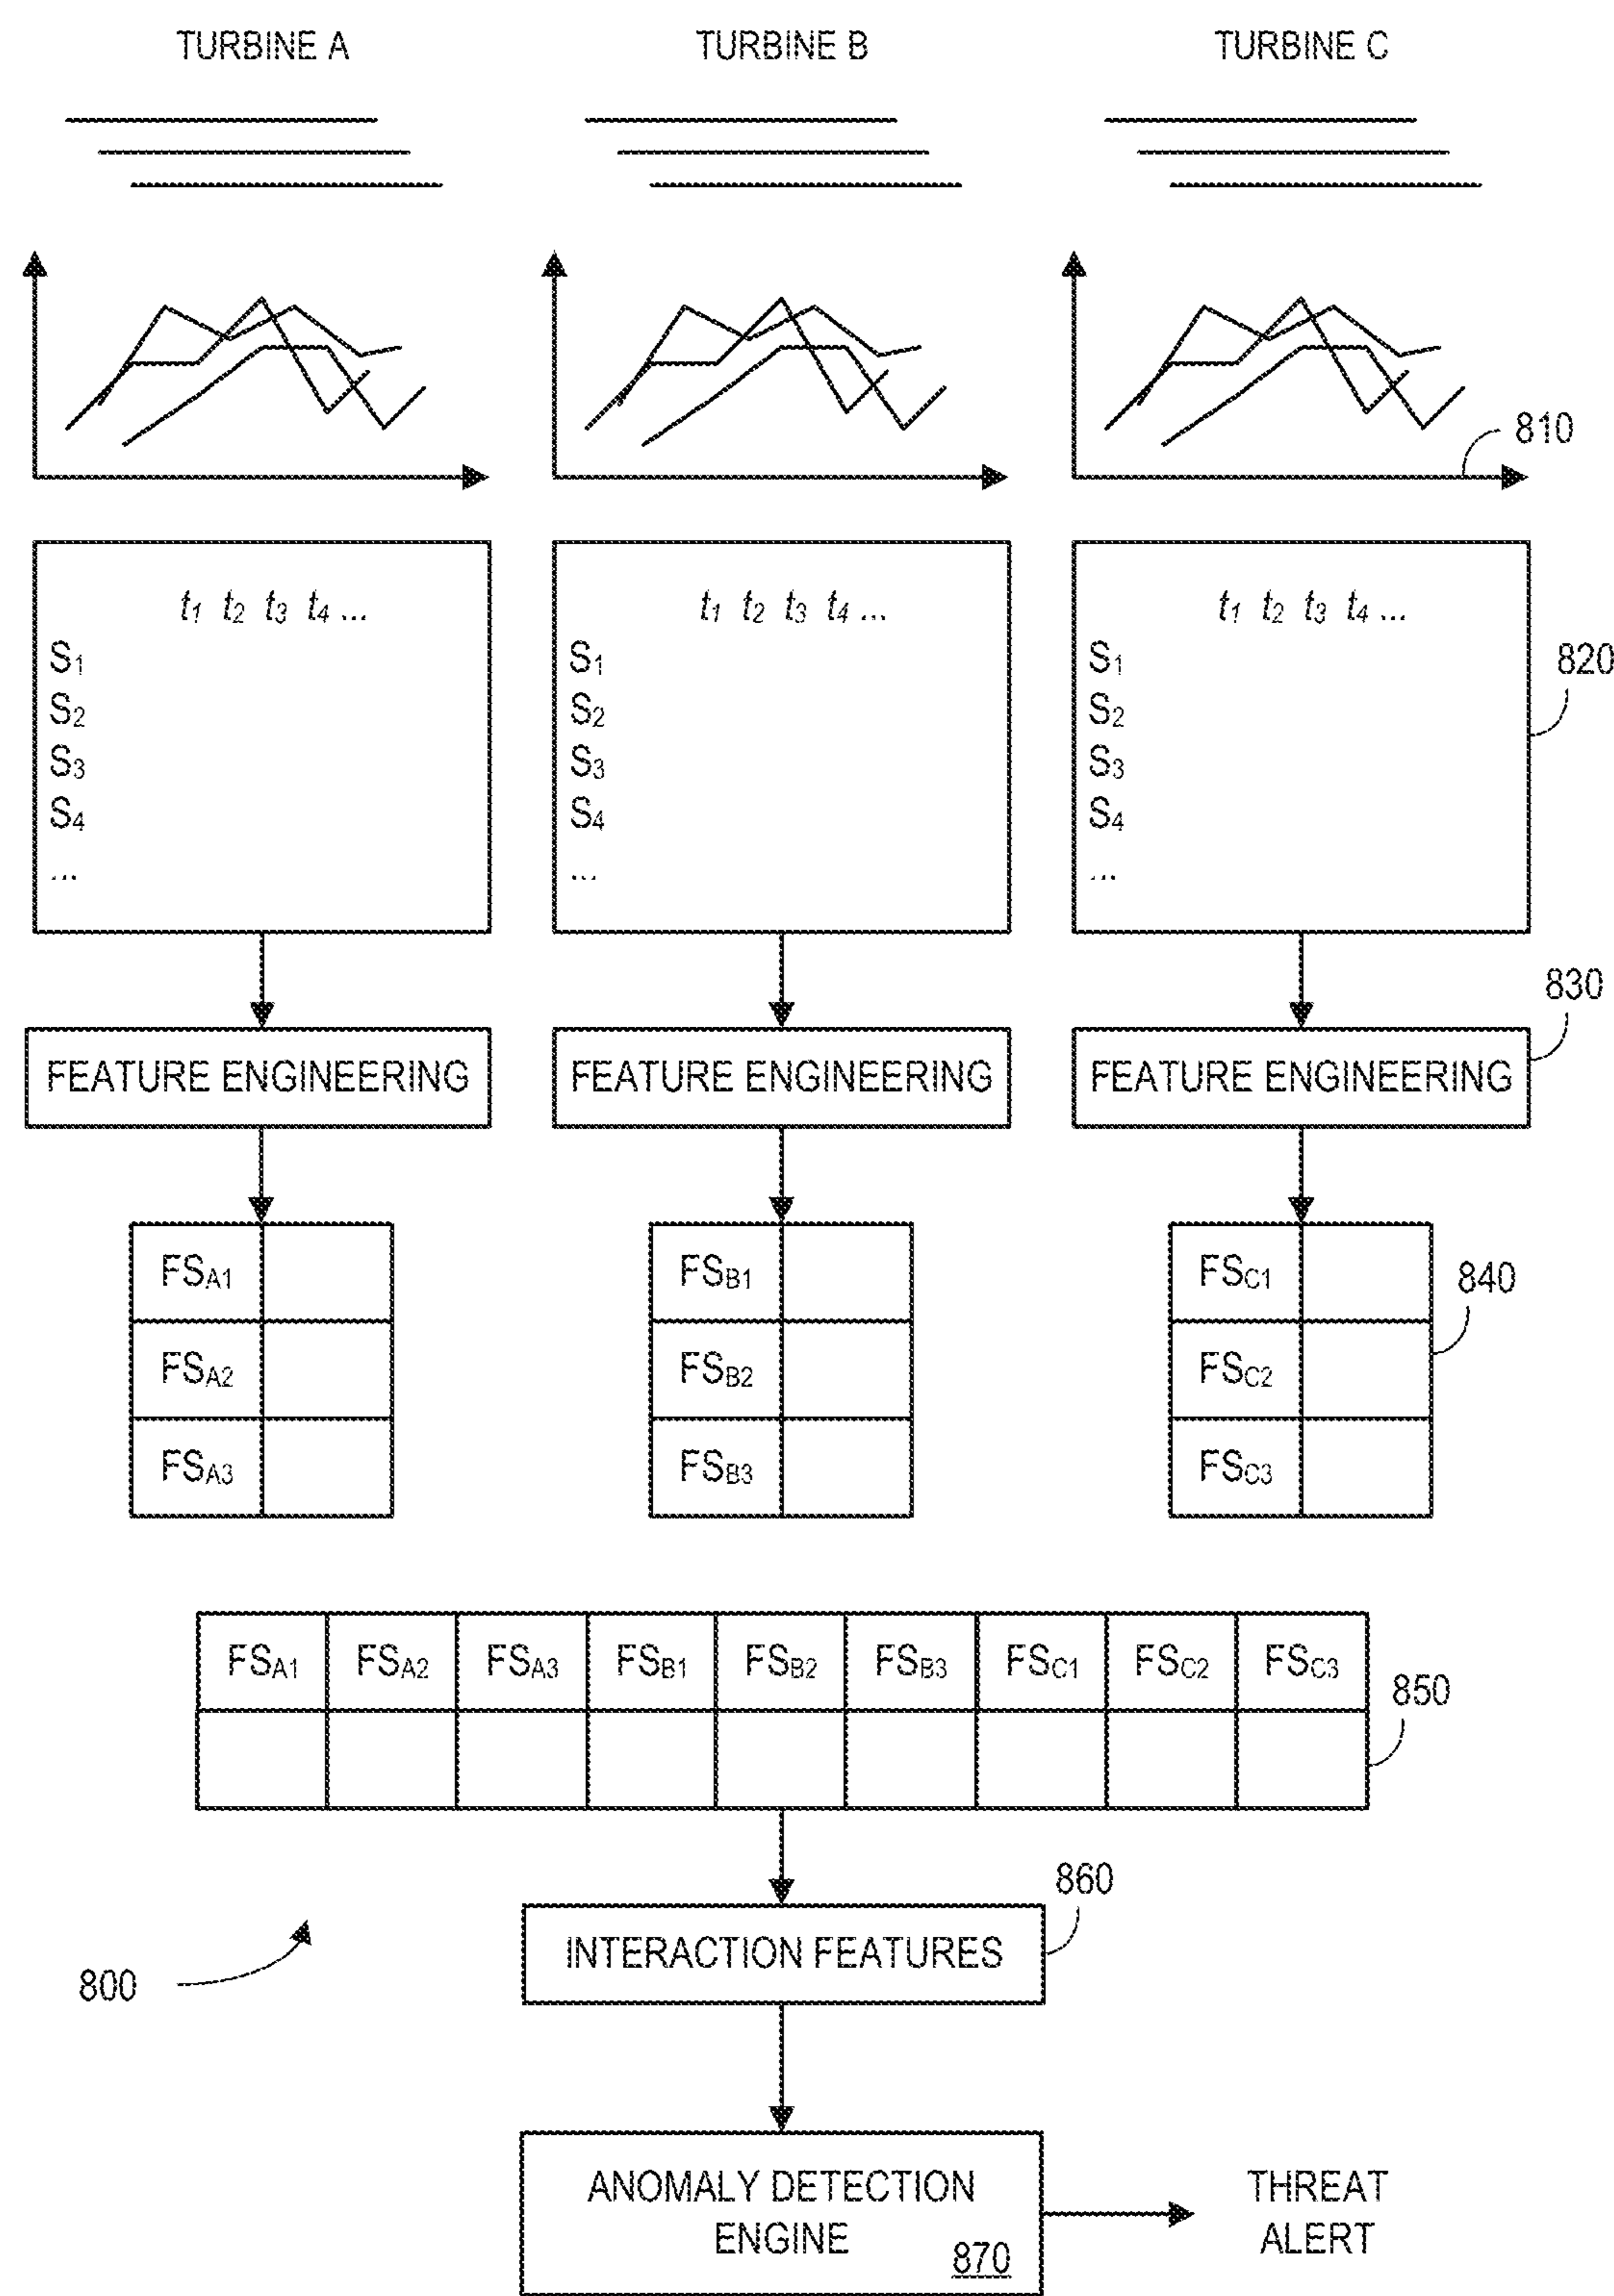 TURBINE A TURBINE B TURBINE C
810
t1 t2 t3 t4 ... t1 t2 t3 t4 ... t1 t2 t3 t4 ...
S1 S1 S1 820
S2 S2 S2
S3 S3 S3
S4 S4 S4
... ... ...
830
FEATURE ENGINEERING FEATURE ENGINEERING FEATURE ENGINEERING
FSA1 FSB1 FSC1 840
FSA2 FSB2 FSC2
FSA3 FSB3 FSC3
FSA1 FSA2 FSA3 FSB1 FSB2 FSB3 FSC1 FSC2 FSC3
850
860
INTERACTION FEATURES
800
ANOMALY DETECTION THREAT
ENGINE 870 ALERT